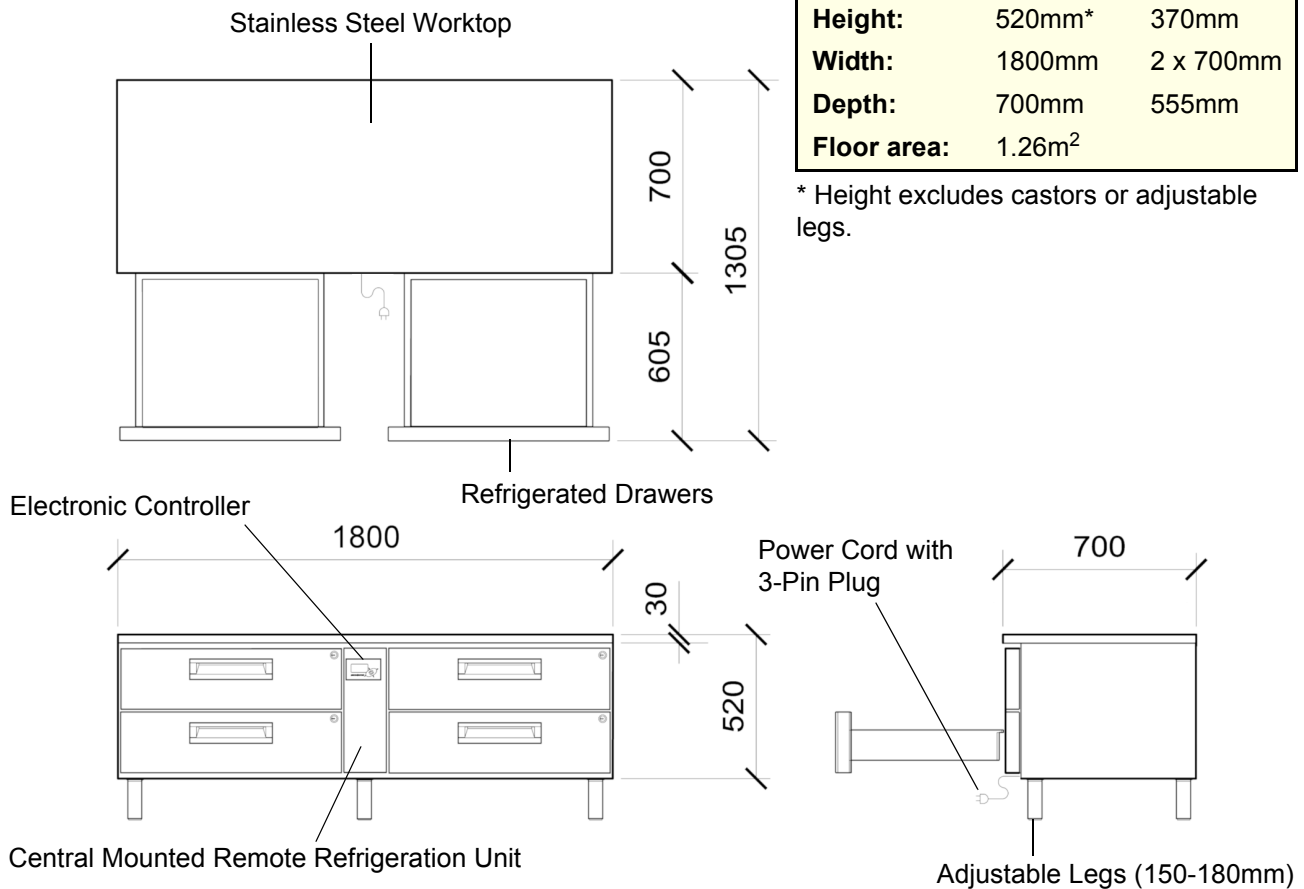 Stainless Steel Worktop
Height: 520mm* 370mm
Width: 1800mm 2 x 700mm
Depth: 700mm 555mm
Floor area: 1.26m²
* Height excludes castors or adjustable
legs.
700
1305
605
Refrigerated Drawers
Electronic Controller
1800
30
520
Power Cord with
3-Pin Plug
700
Central Mounted Remote Refrigeration Unit
Adjustable Legs (150-180mm)